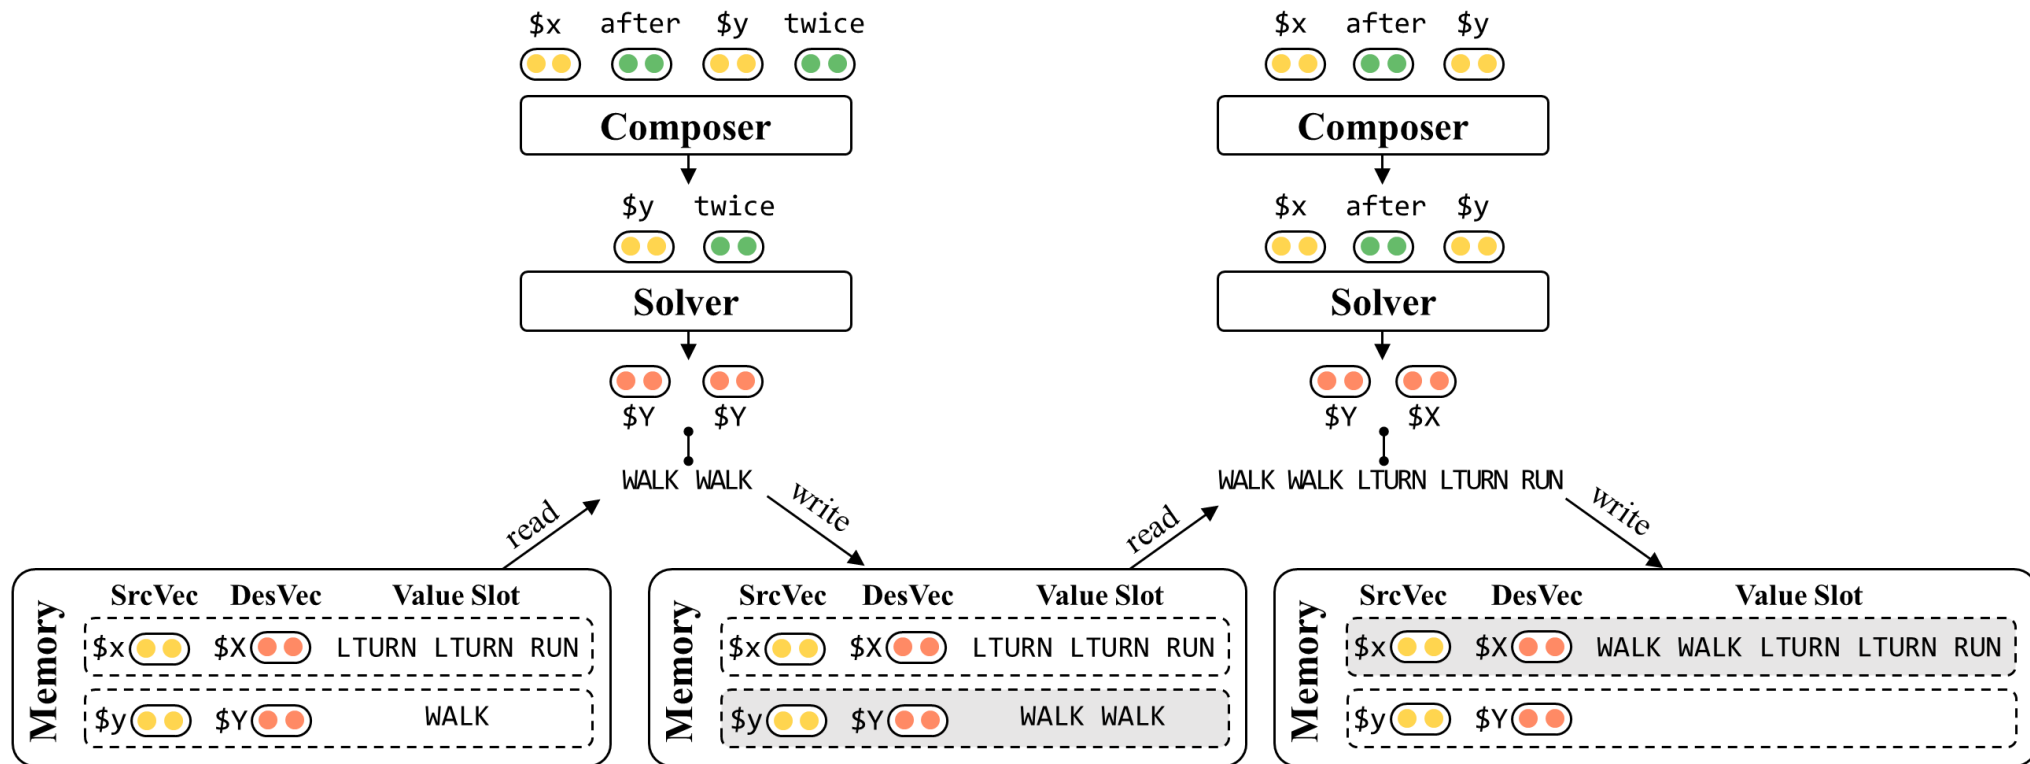 $x after $y twice
Composer
$y twice
Solver
$Y $Y
WALK WALK
read
write
$x after $y
Composer
$x after $y
Solver
$Y $X
WALK WALK LTURN LTURN RUN
read
write
Memory
SrcVec DesVec Value Slot
$x $X LTURN LTURN RUN
$y $Y WALK
Memory
SrcVec DesVec Value Slot
$x $X LTURN LTURN RUN
$y $Y WALK WALK
Memory
SrcVec DesVec Value Slot
$x $X WALK WALK LTURN LTURN RUN
$y $Y